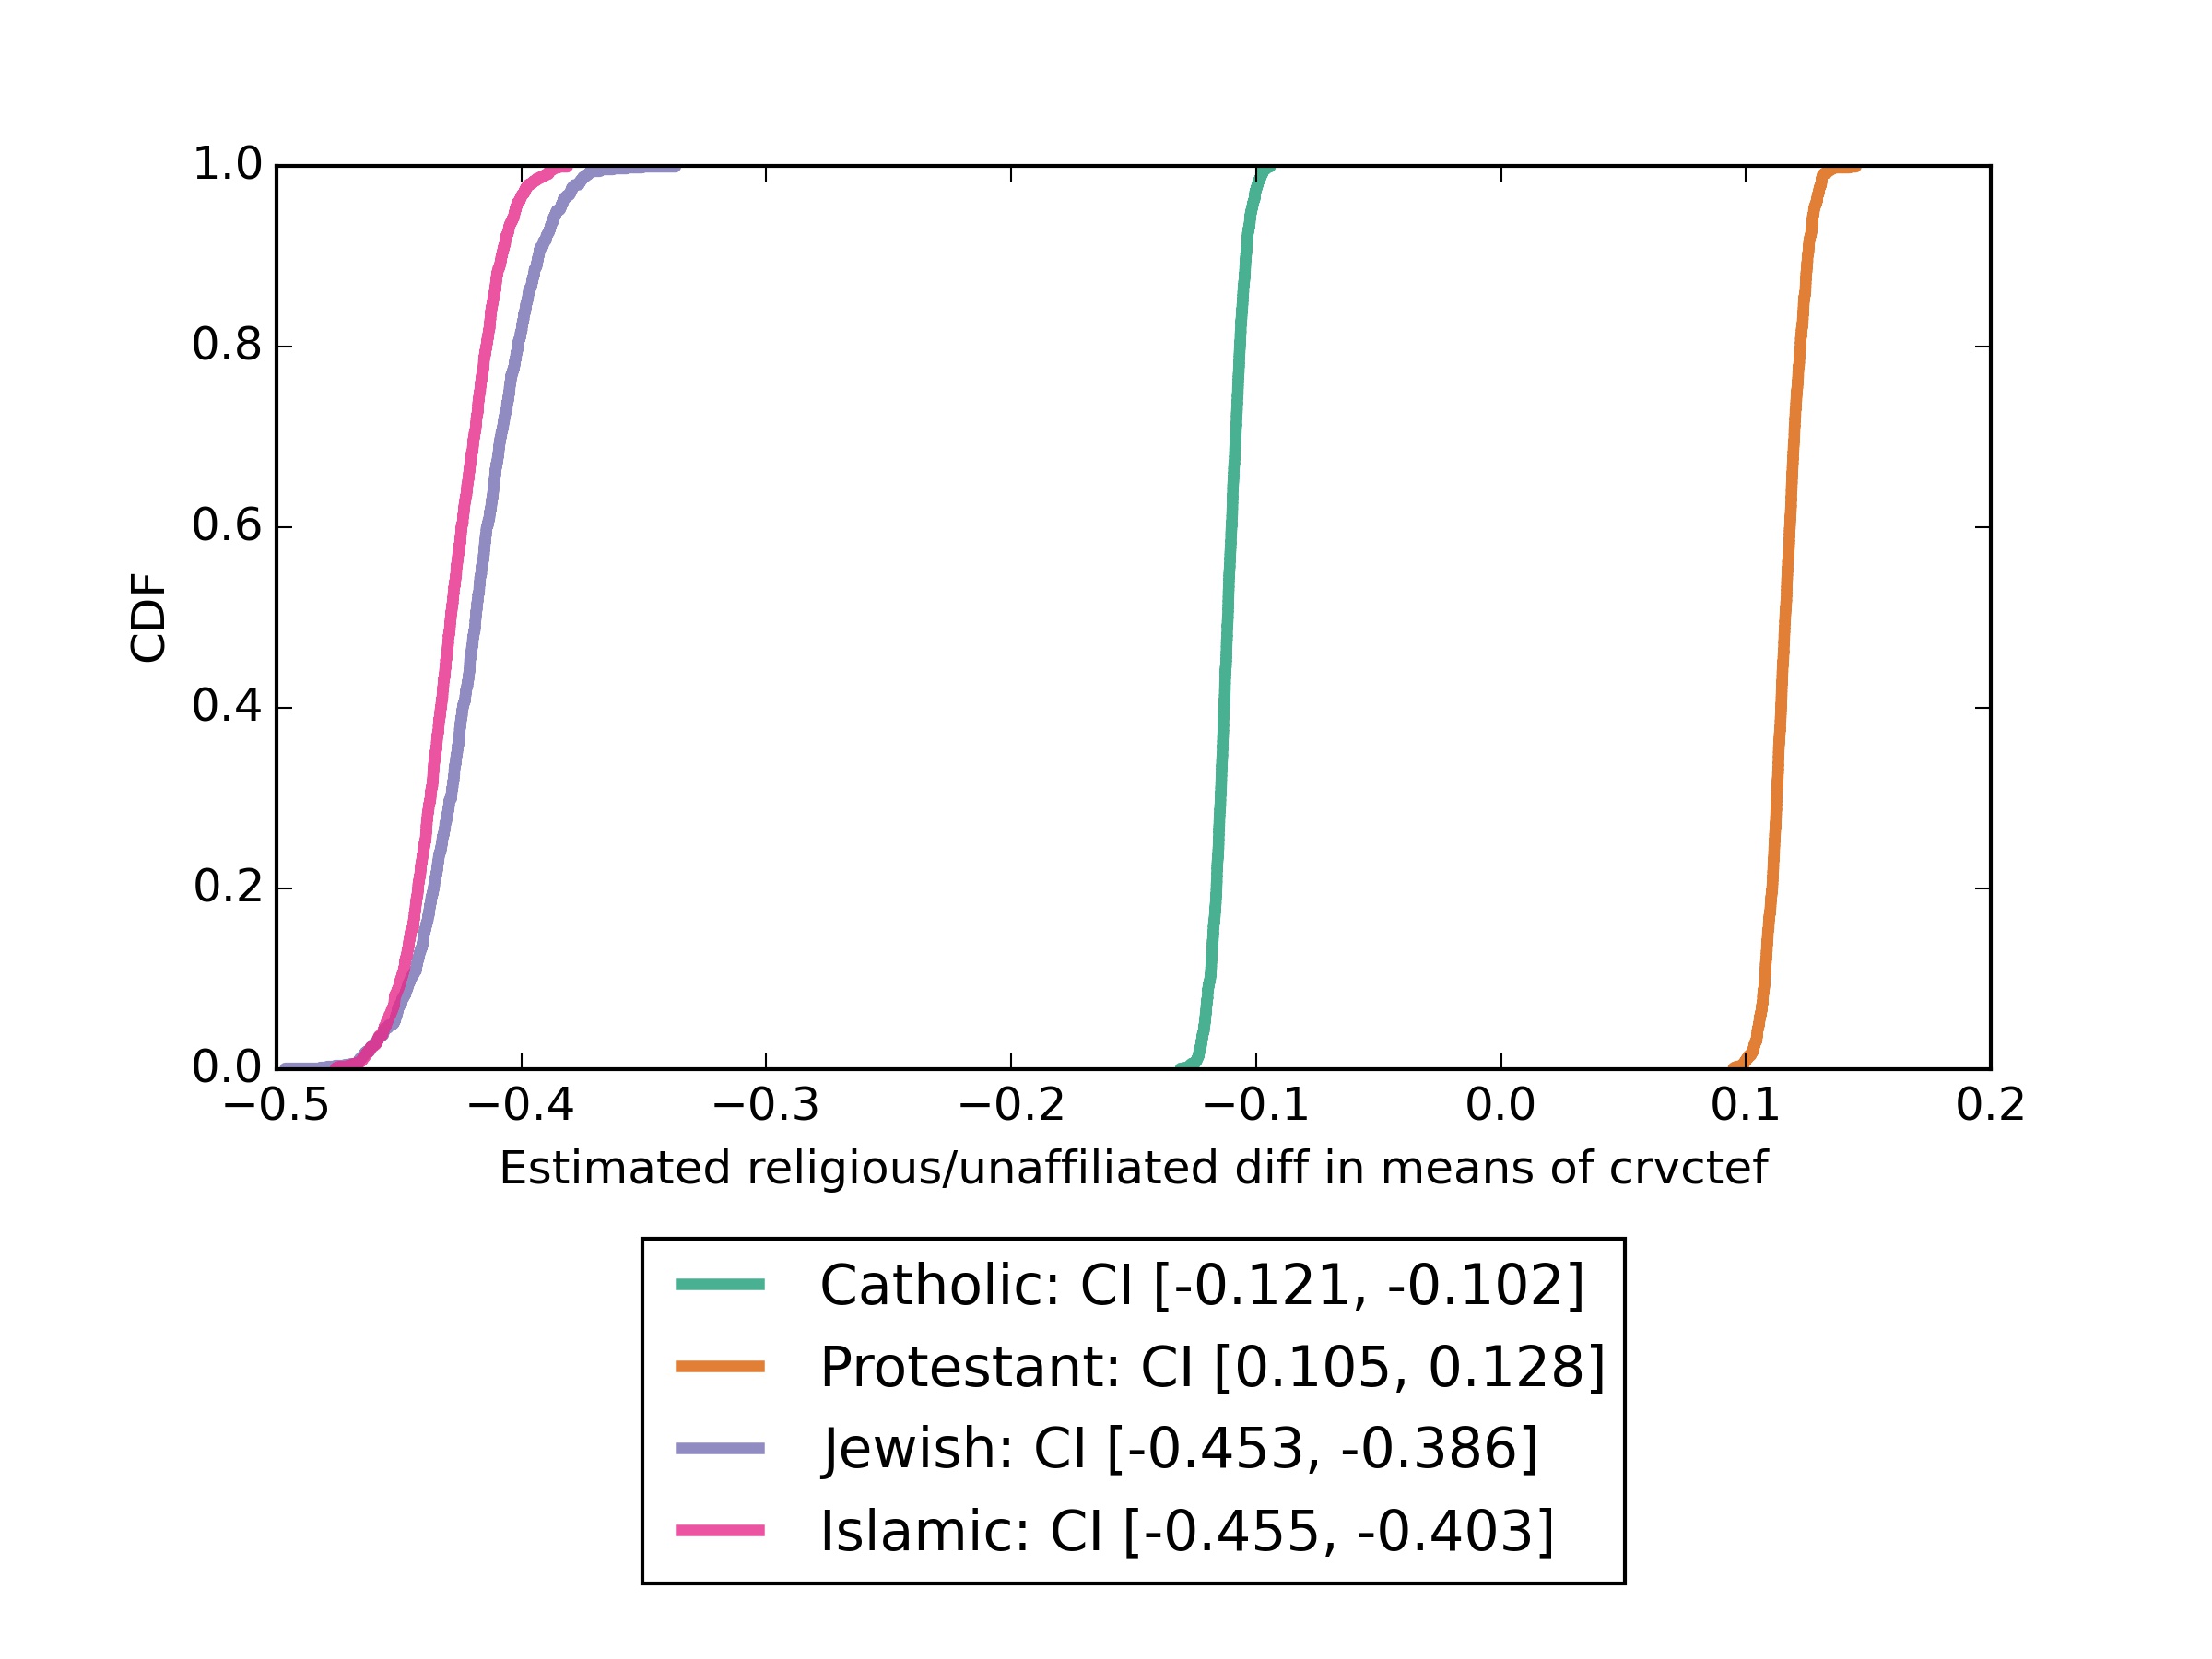 1.0
0.8
0.6
0.4
0.2
0.0
CDF
−0.5 −0.4 −0.3 −0.2 −0.1 0.0 0.1 0.2
Estimated religious/unaffiliated diff in means of crvctef
Catholic: CI [-0.121, -0.102]
Protestant: CI [0.105, 0.128]
Jewish: CI [-0.453, -0.386]
Islamic: CI [-0.455, -0.403]